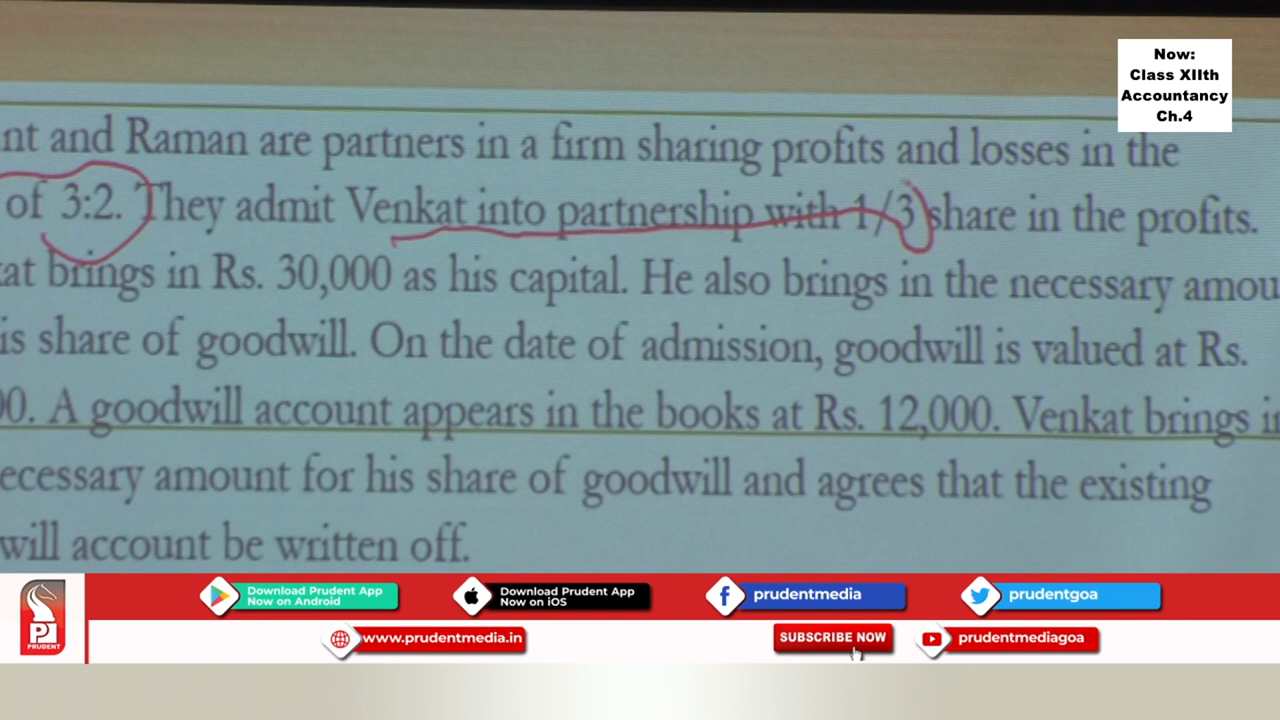 Now:
Class XIIth
Accountancy
Ch.4
nt and Raman are partners in a firm sharing profits and losses in the
of 3:2. They admit Venkat into partnership with 1/3 share in the profits.
at brings in Rs. 30,000 as his capital. He also brings in the necessary amou
is share of goodwill. On the date of admission, goodwill is valued at Rs.
00. A goodwill account appears in the books at Rs. 12,000. Venkat brings i
ecessary amount for his share of goodwill and agrees that the existing
will account be written off.
PRUDENT
Download Prudent App
Now on Android
Download Prudent App
Now on iOS
prudentmedia
prudentgoa
www.prudentmedia.in
SUBSCRIBE NOW
prudentmediagoa